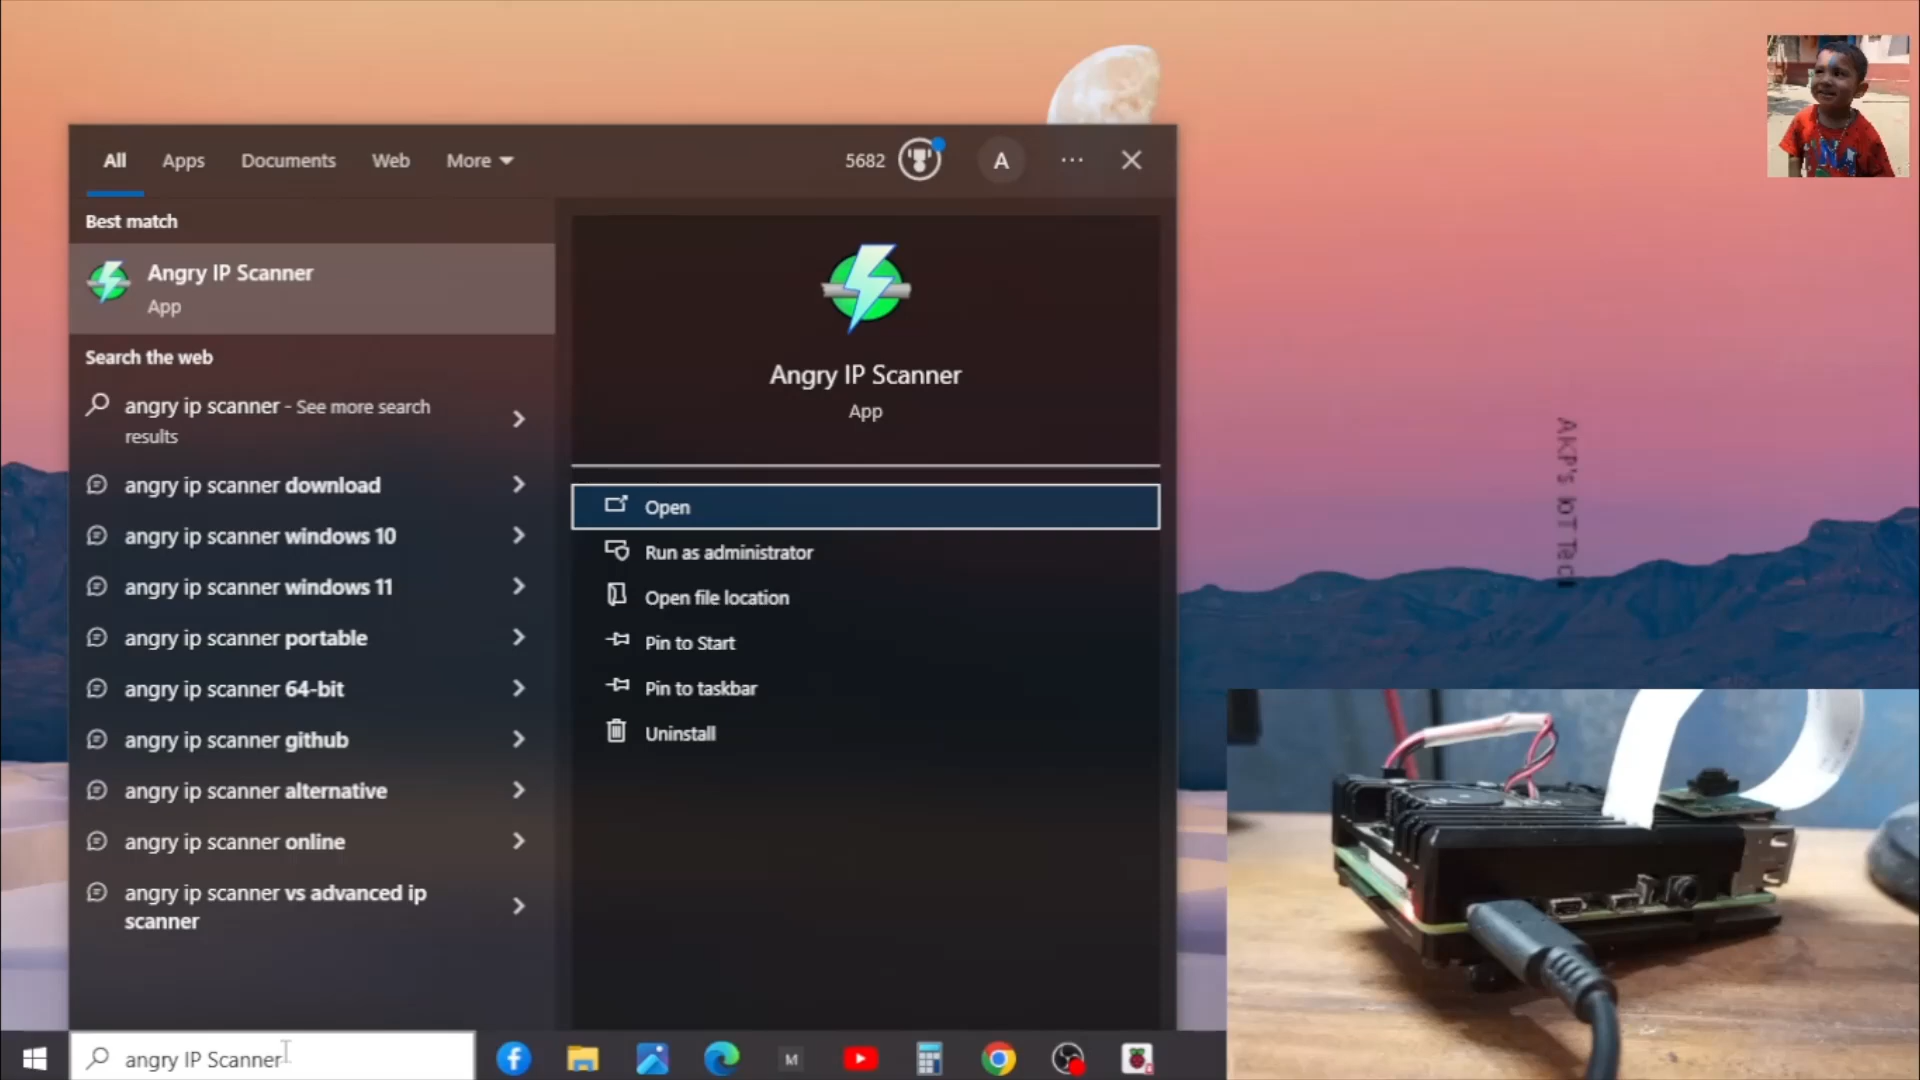 All Apps Documents Web More 5682 A
Best match
Angry IP Scanner
App
Search the web
angry ip scanner - See more search
results
angry ip scanner download
angry ip scanner windows 10
angry ip scanner windows 11
angry ip scanner portable
angry ip scanner 64-bit
angry ip scanner github
angry ip scanner alternative
angry ip scanner online
angry ip scanner vs advanced ip
scanner
Angry IP Scanner
App
Open
Run as administrator
Open file location
Pin to Start
Pin to taskbar
Uninstall
AKP's IoT Tech
angry IP Scanner
M